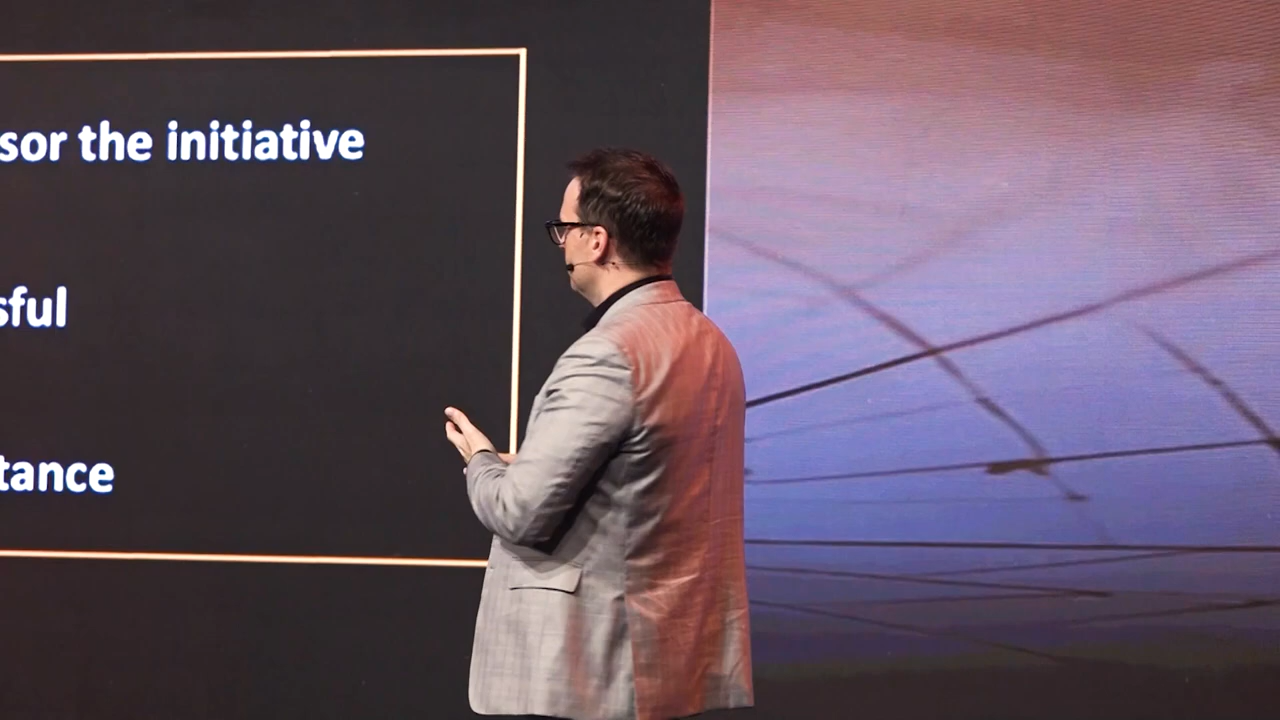 sor the initiative
sful
tance